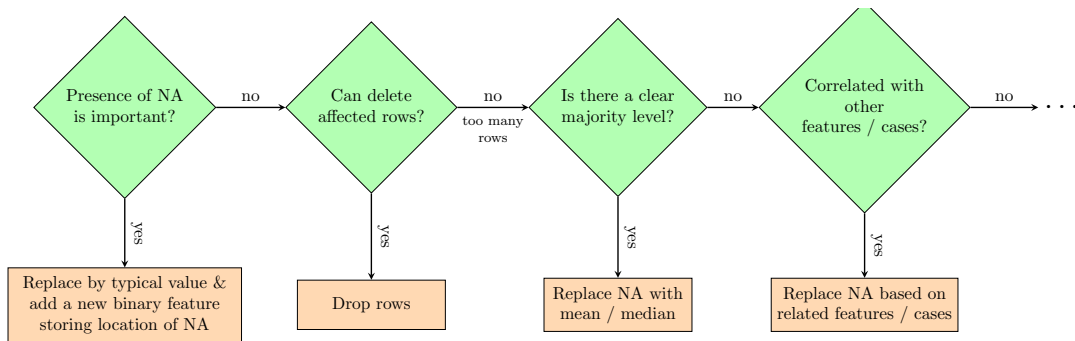 Presence of NA
is important?
no
Can delete
affected rows?
no
too many
rows
Is there a clear
majority level?
no
Correlated with
other
features / cases?
no
...
yes
yes
yes
yes
Replace by typical value &
add a new binary feature
storing location of NA
Drop rows
Replace NA with
mean / median
Replace NA based on
related features / cases